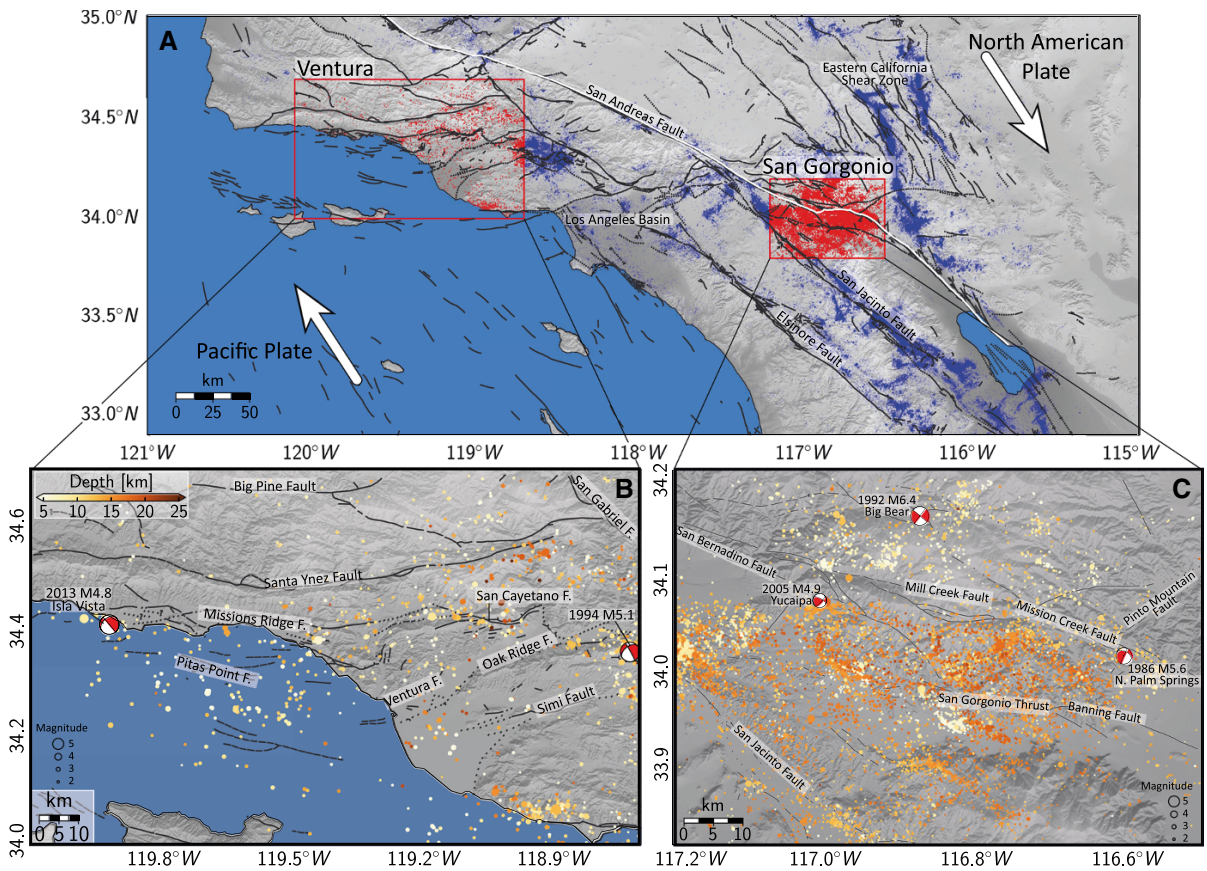 35.0°N
34.5°N
34.0°N
33.5°N
33.0°N
A
Ventura
San Andreas Fault
Eastern California
Shear Zone
North American
Plate
San Gorgonio
Los Angeles Basin
San Jacinto Fault
Elsinore Fault
Pacific Plate
km
0 25 50
121°W 120°W 119°W 118°W 117°W 116°W 115°W
B
Depth [km]
5 10 15 20 25
Big Pine Fault
San Gabriel F.
Santa Ynez Fault
San Cayetano F.
2013 M4.8
Isla Vista
1994 M5.1
Missions Ridge F.
Oak Ridge F.
Pitas Point F.
Ventura F.
Simi Fault
Magnitude
5
4
3
2
km
0 5 10
34.6
34.4
34.2
34.0
119.8°W 119.5°W 119.2°W 118.9°W
C
1992 M6.4
Big Bear
San Bernadino Fault
2005 M4.9
Yucaipa
Mill Creek Fault
Pinto Mountain
Fault
Mission Creek Fault
1986 M5.6
N. Palm Springs
San Gorgonio Thrust
Banning Fault
San Jacinto Fault
Magnitude
5
4
3
2
km
0 5 10
34.2
34.1
34.0
33.9
117.2°W 117.0°W 116.8°W 116.6°W